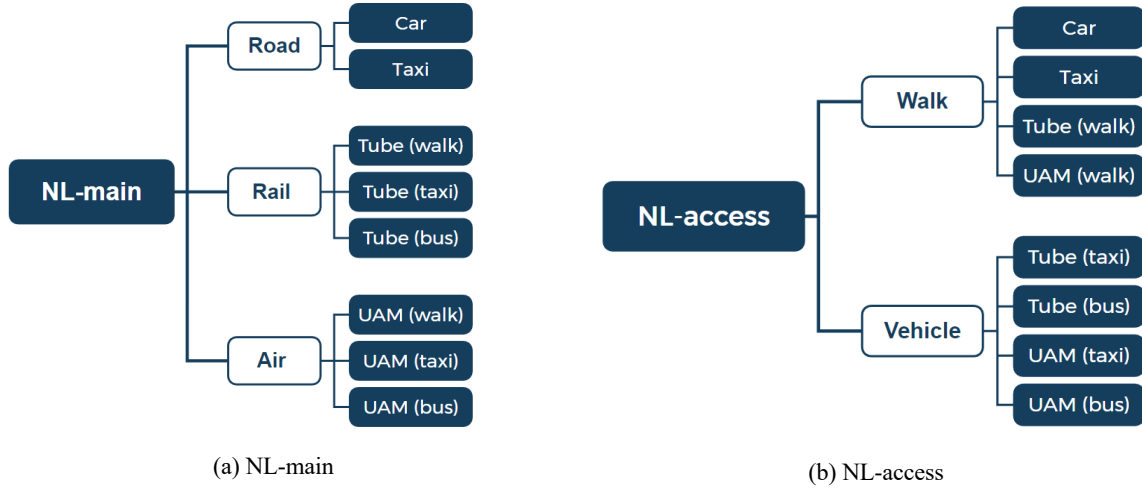 NL-main
Road
Car
Taxi
Rail
Tube (walk)
Tube (taxi)
Tube (bus)
Air
UAM (walk)
UAM (taxi)
UAM (bus)
(a) NL-main
NL-access
Walk
Car
Taxi
Tube (walk)
UAM (walk)
Vehicle
Tube (taxi)
Tube (bus)
UAM (taxi)
UAM (bus)
(b) NL-access